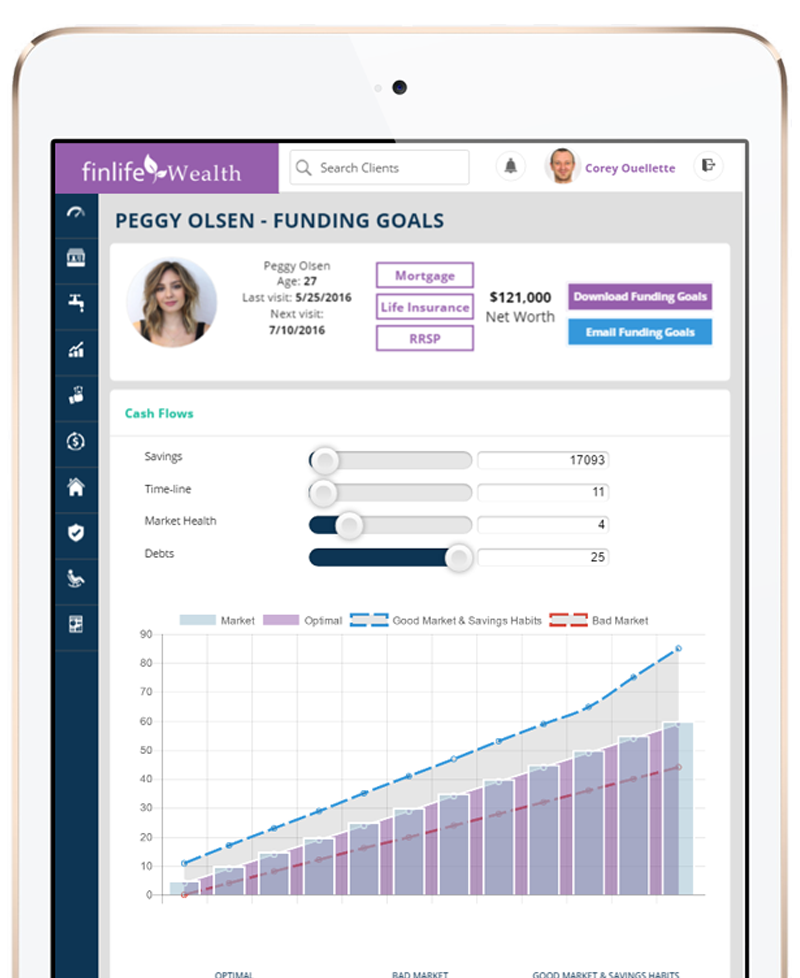 finlife Wealth
Search Clients
Corey Ouellette
PEGGY OLSEN - FUNDING GOALS
Peggy Olsen
Age: 27
Last visit: 5/25/2016
Next visit:
7/10/2016
Mortgage
Life Insurance
RRSP
$121,000
Net Worth
Download Funding Goals
Email Funding Goals
Cash Flows
Savings 17093
Time-line 11
Market Health 4
Debts 25
Market Optimal Good Market & Savings Habits Bad Market
90
80
70
60
50
40
30
20
10
0
OPTIMAL BAD MARKET GOOD MARKET & SAVINGS HABITS